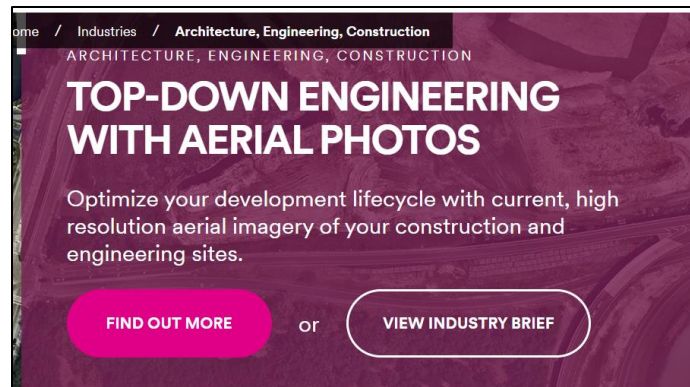 ome / Industries / Architecture, Engineering, Construction
ARCHITECTURE, ENGINEERING, CONSTRUCTION
TOP-DOWN ENGINEERING
WITH AERIAL PHOTOS
Optimize your development lifecycle with current, high
resolution aerial imagery of your construction and
engineering sites.
FIND OUT MORE or VIEW INDUSTRY BRIEF